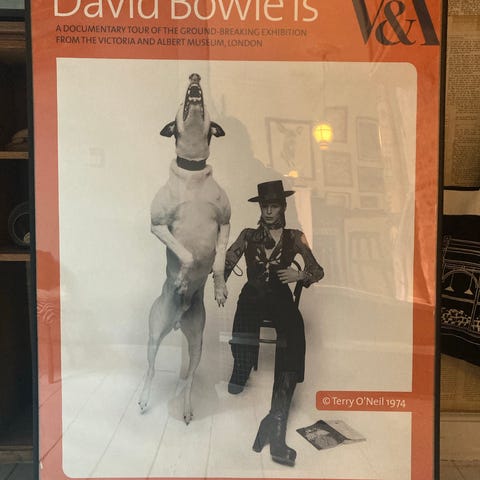 David Bowie is
V&A
A DOCUMENTARY TOUR OF THE GROUND-BREAKING EXHIBITION
FROM THE VICTORIA AND ALBERT MUSEUM, LONDON
© Terry O'Neil 1974